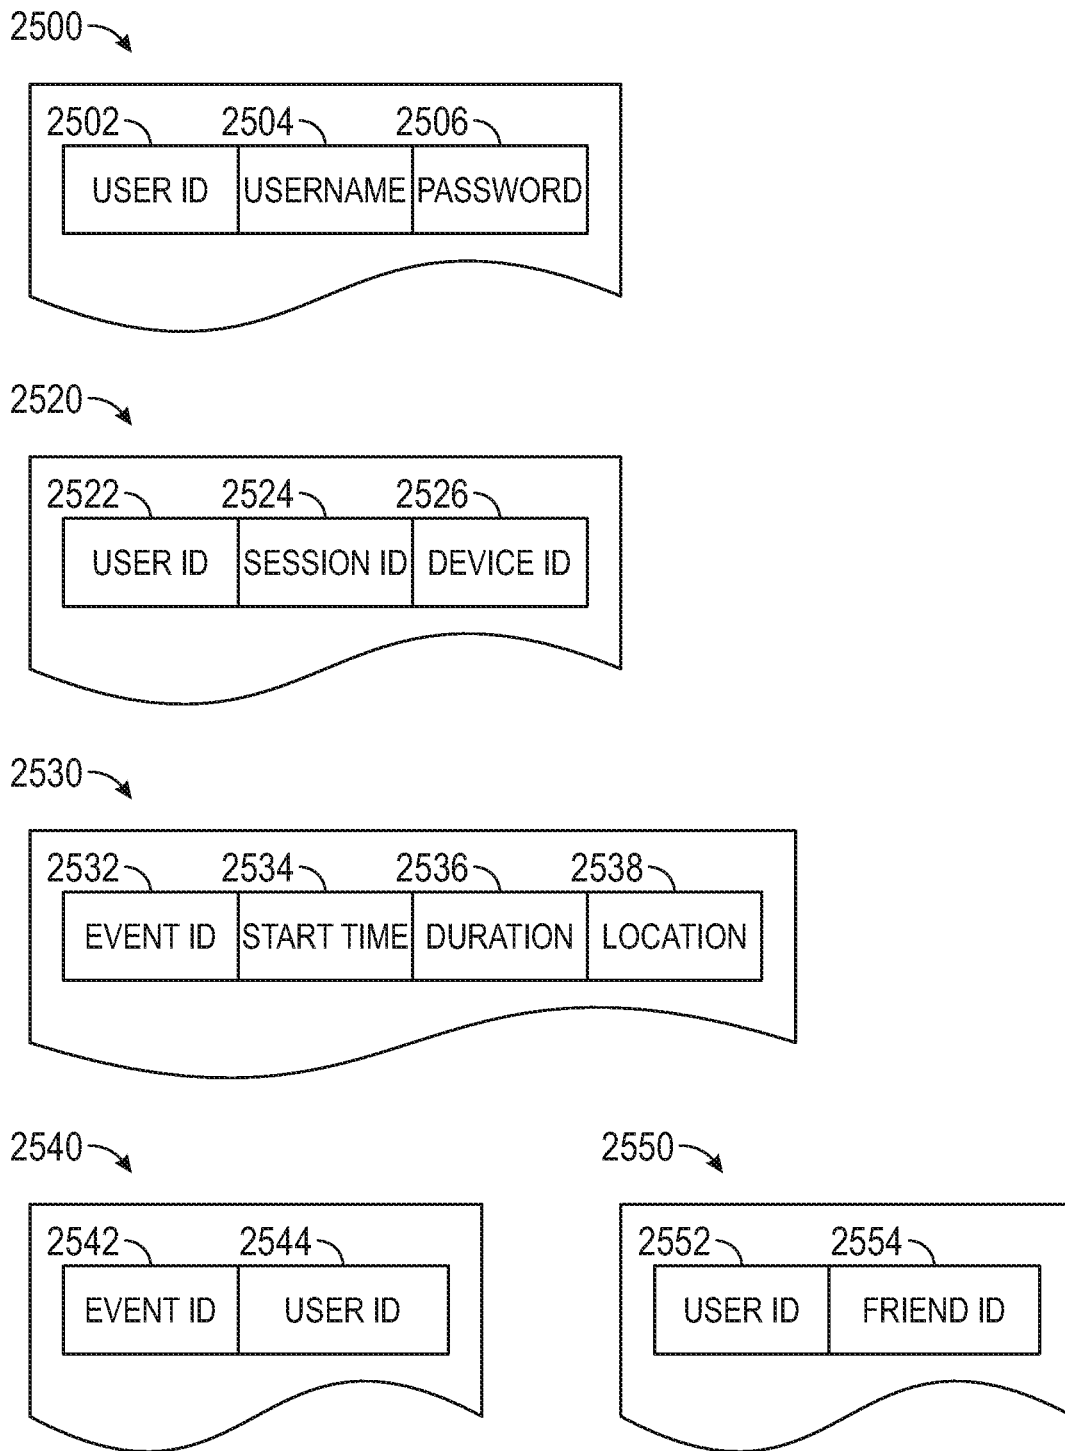 2500
2502 2504 2506
USER ID USERNAME PASSWORD
2520
2522 2524 2526
USER ID SESSION ID DEVICE ID
2530
2532 2534 2536 2538
EVENT ID START TIME DURATION LOCATION
2540 2550
2542 2544 2552 2554
EVENT ID USER ID USER ID FRIEND ID